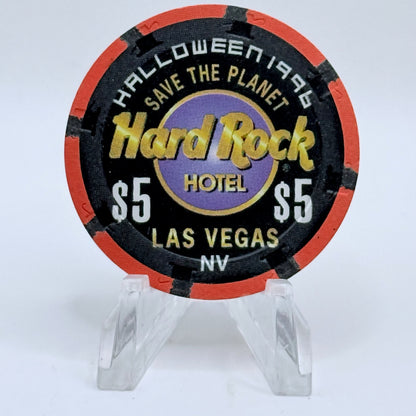 HALLOWEEN 1996
SAVE THE PLANET
Hard Rock
®
HOTEL
$5 $5
LAS VEGAS
NV